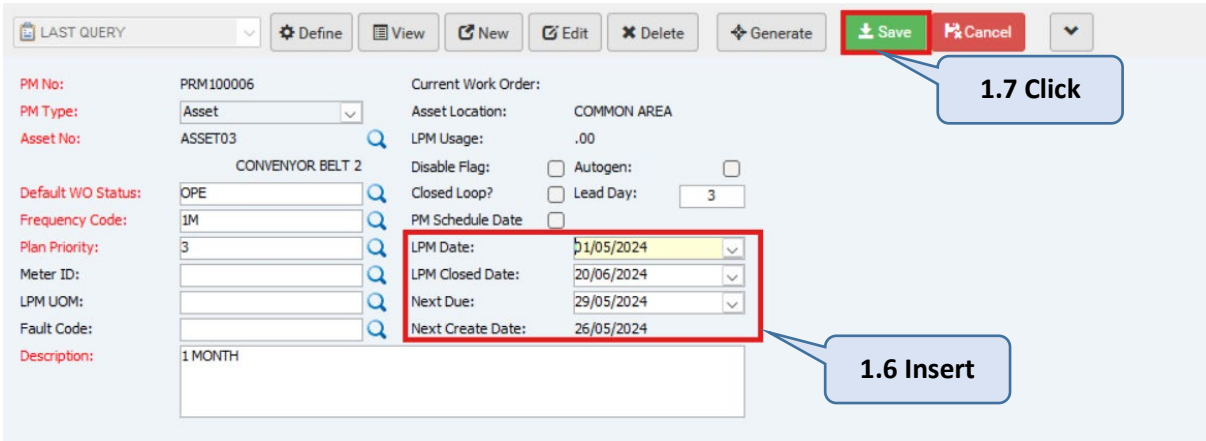 LAST QUERY Define View New Edit Delete Generate Save Cancel
1.7 Click
PM No: PRM100006 Current Work Order:
PM Type: Asset Asset Location: COMMON AREA
Asset No: ASSET03 LPM Usage: .00
CONVENYOR BELT 2 Disable Flag: Autogen:
Default WO Status: OPE Closed Loop? Lead Day: 3
Frequency Code: 1M PM Schedule Date
Plan Priority: 3 LPM Date: 01/05/2024
Meter ID: LPM Closed Date: 20/06/2024
LPM UOM: Next Due: 29/05/2024
Fault Code: Next Create Date: 26/05/2024
Description: 1 MONTH
1.6 Insert